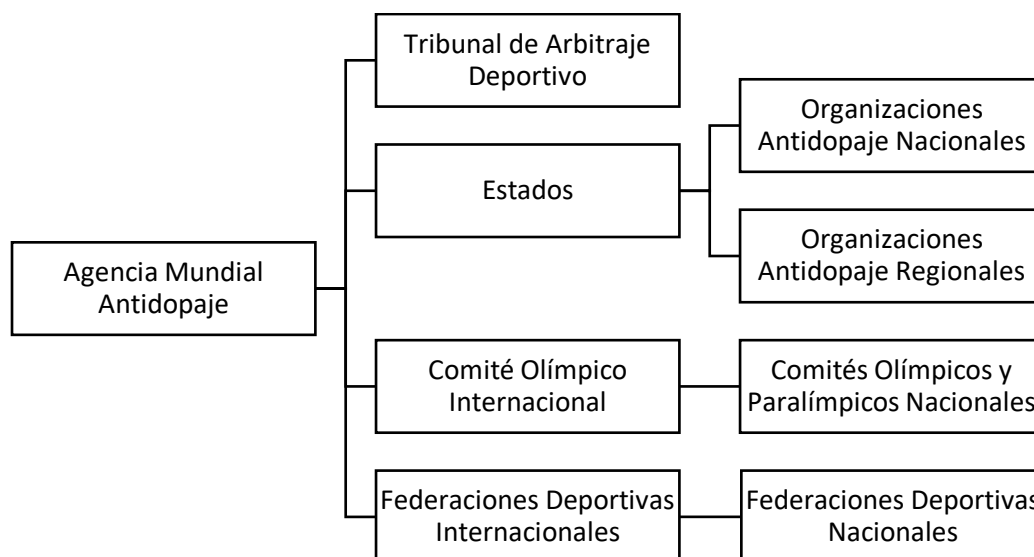 Tribunal de Arbitraje
Deportivo
Organizaciones
Antidopaje Nacionales
Estados
Organizaciones
Antidopaje Regionales
Agencia Mundial
Antidopaje
Comité Olímpico
Internacional
Comités Olímpicos y
Paralímpicos Nacionales
Federaciones Deportivas
Internacionales
Federaciones Deportivas
Nacionales